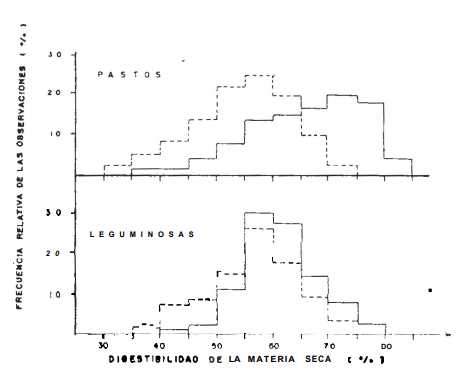 FRECUENCIA RELATIVA DE LAS OBSERVACIONES ( % )
30
PASTOS
20
10
30
LEGUMINOSAS
20
10
30 40 50 60 70 00
DIGESTIBILIDAD DE LA MATERIA SECA ( % )